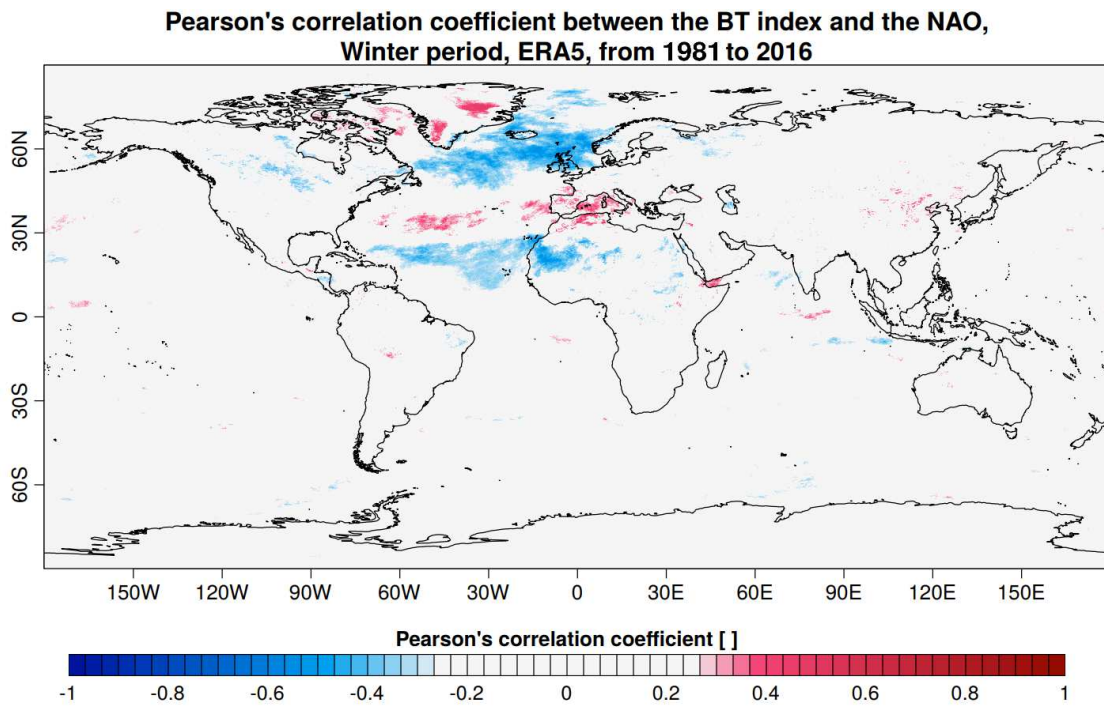 Pearson's correlation coefficient between the BT index and the NAO,
Winter period, ERA5, from 1981 to 2016
60N
30N
0
30S
60S
150W 120W 90W 60W 30W 0 30E 60E 90E 120E 150E
Pearson's correlation coefficient [ ]
-1 -0.8 -0.6 -0.4 -0.2 0 0.2 0.4 0.6 0.8 1